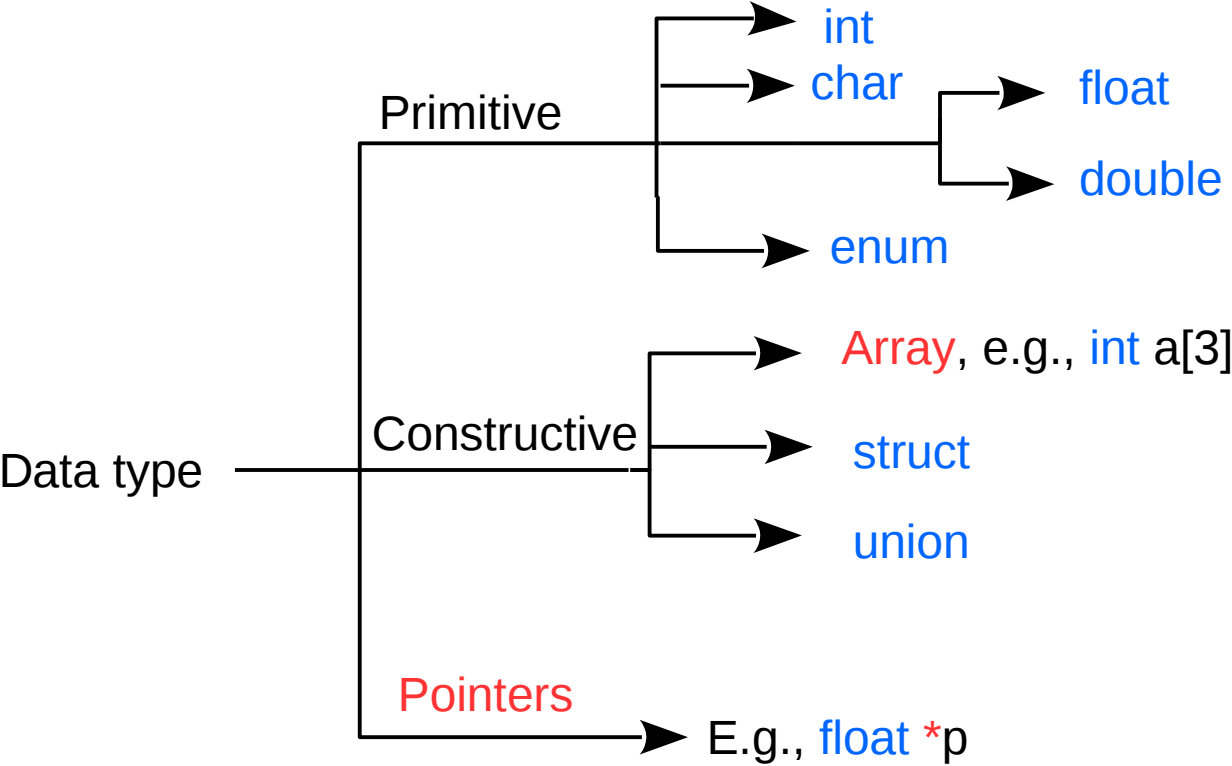 int
char
float
Primitive
double
enum
Array, e.g., int a[3]
Constructive
struct
Data type
union
Pointers
E.g., float *p